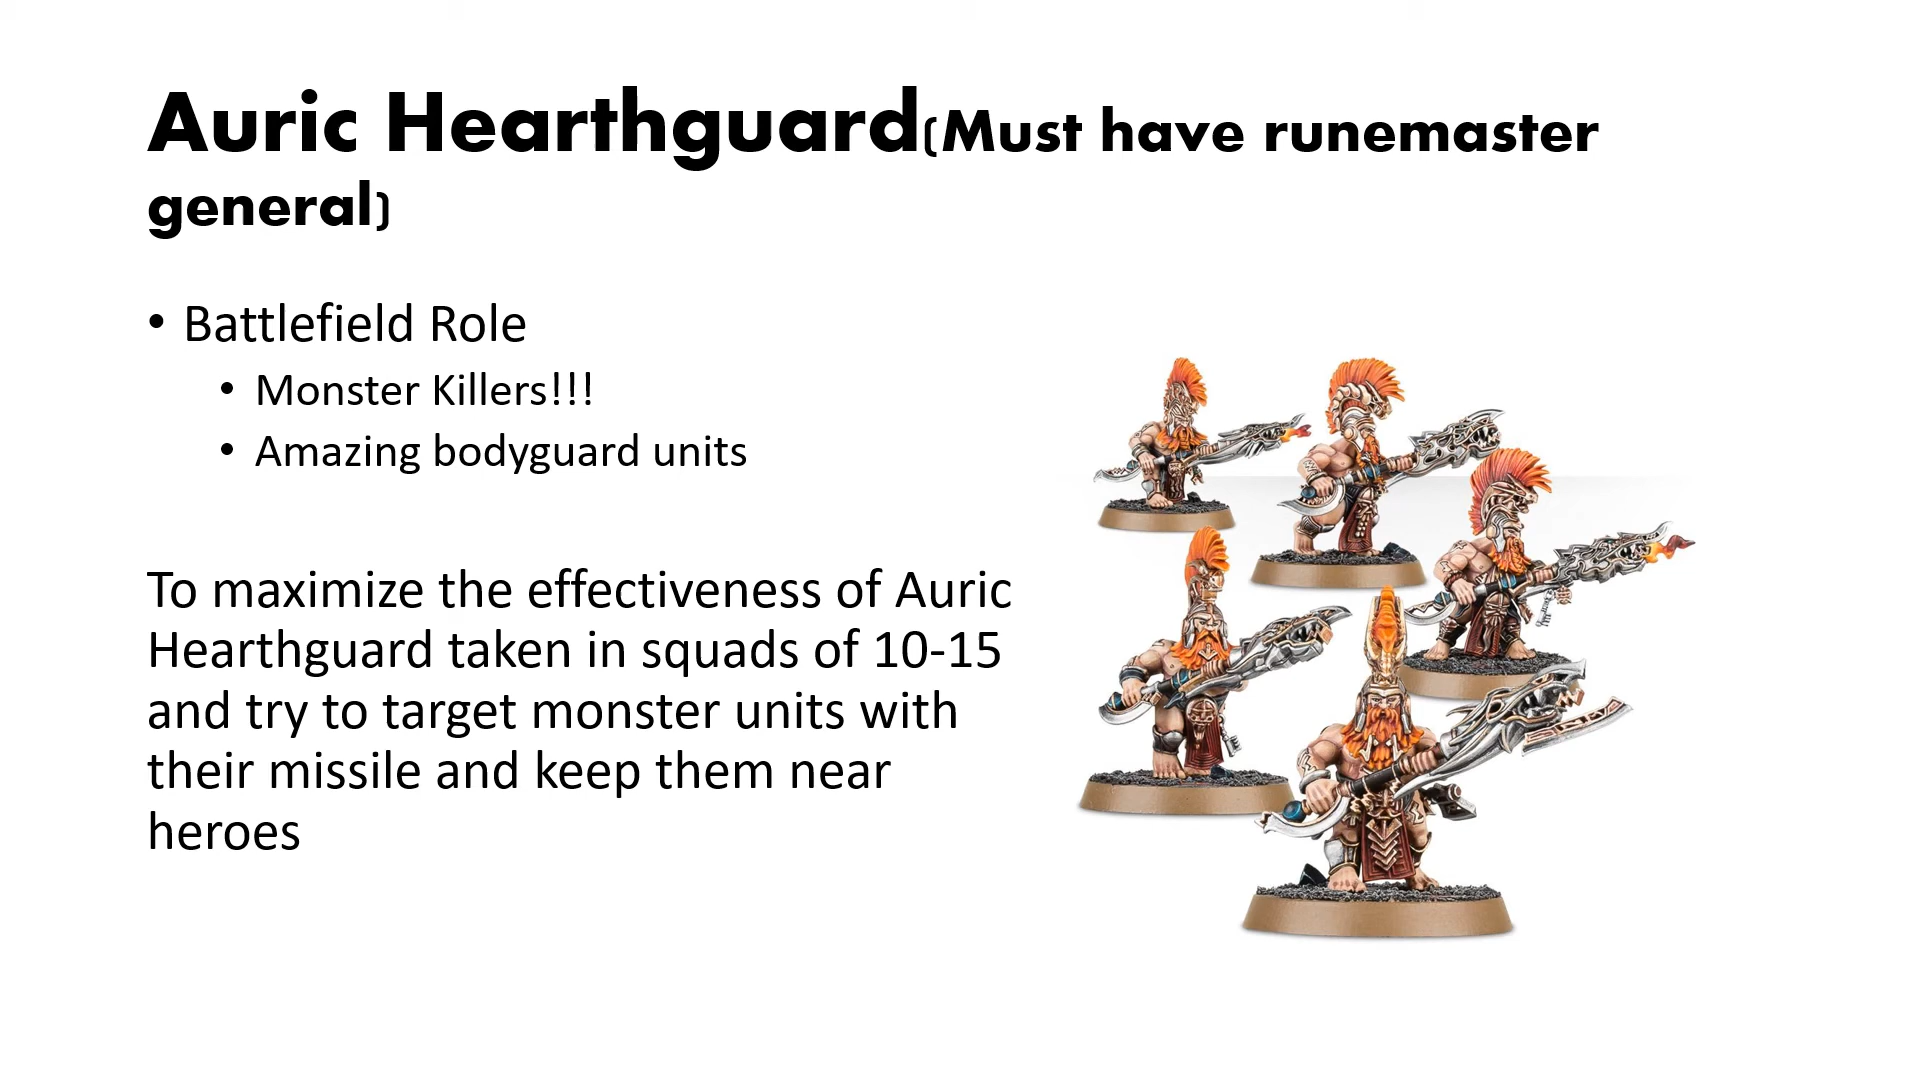 Auric Hearthguard(Must have runemaster
general)
• Battlefield Role
• Monster Killers!!!
• Amazing bodyguard units
To maximize the effectiveness of Auric
Hearthguard taken in squads of 10-15
and try to target monster units with
their missile and keep them near
heroes